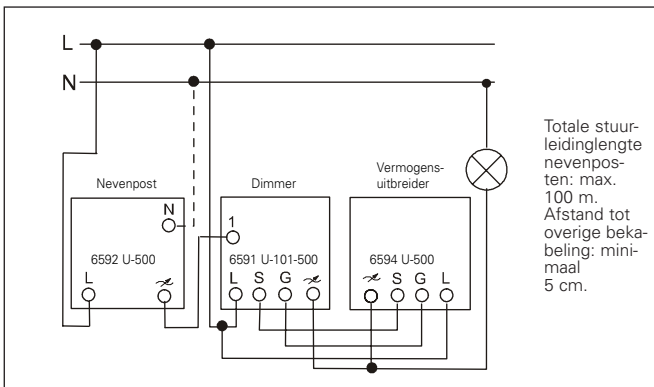 L
N
Nevenpost
Dimmer
Vermogens-
uitbreider
N
1
6592 U-500
6591 U-101-500
6594 U-500
L
L S G
S G L
Totale stuur-
leidinglengte
nevenpos-
ten: max.
100 m.
Afstand tot
overige beka-
beling: mini-
maal
5 cm.